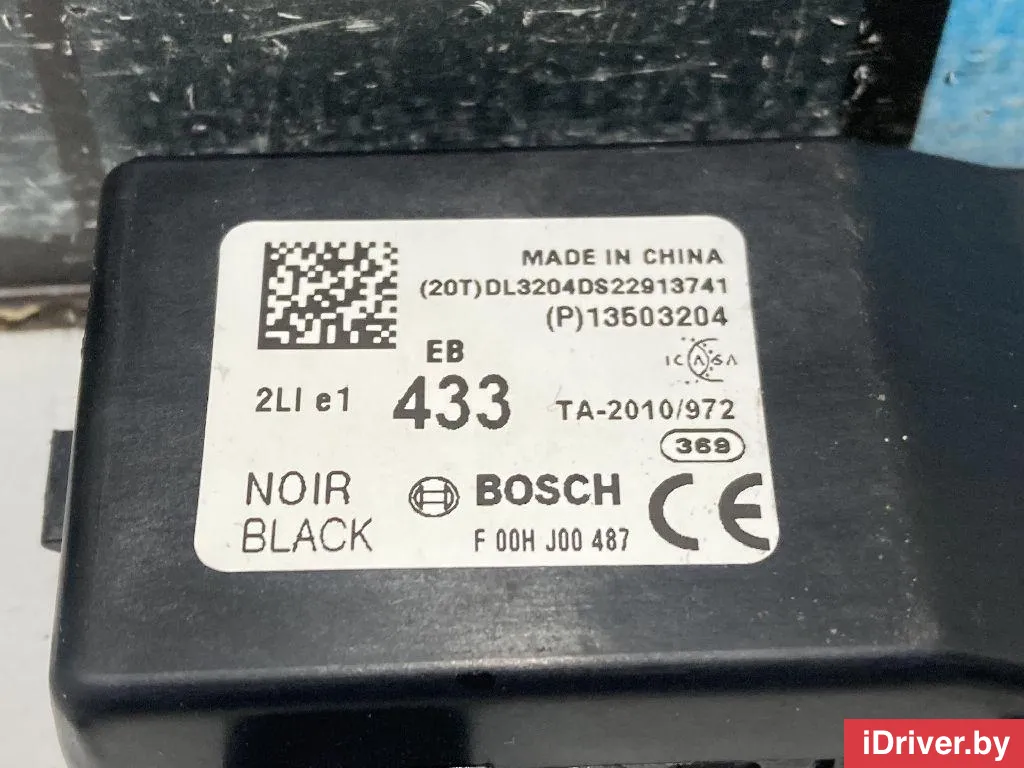 MADE IN CHINA
(20T)DL3204DS22913741
(P)13503204
EB
ICASA
2LI e1
433
TA-2010/972
369
NOIR
BOSCH
CE
BLACK
F 00H J00 487
iDriver.by